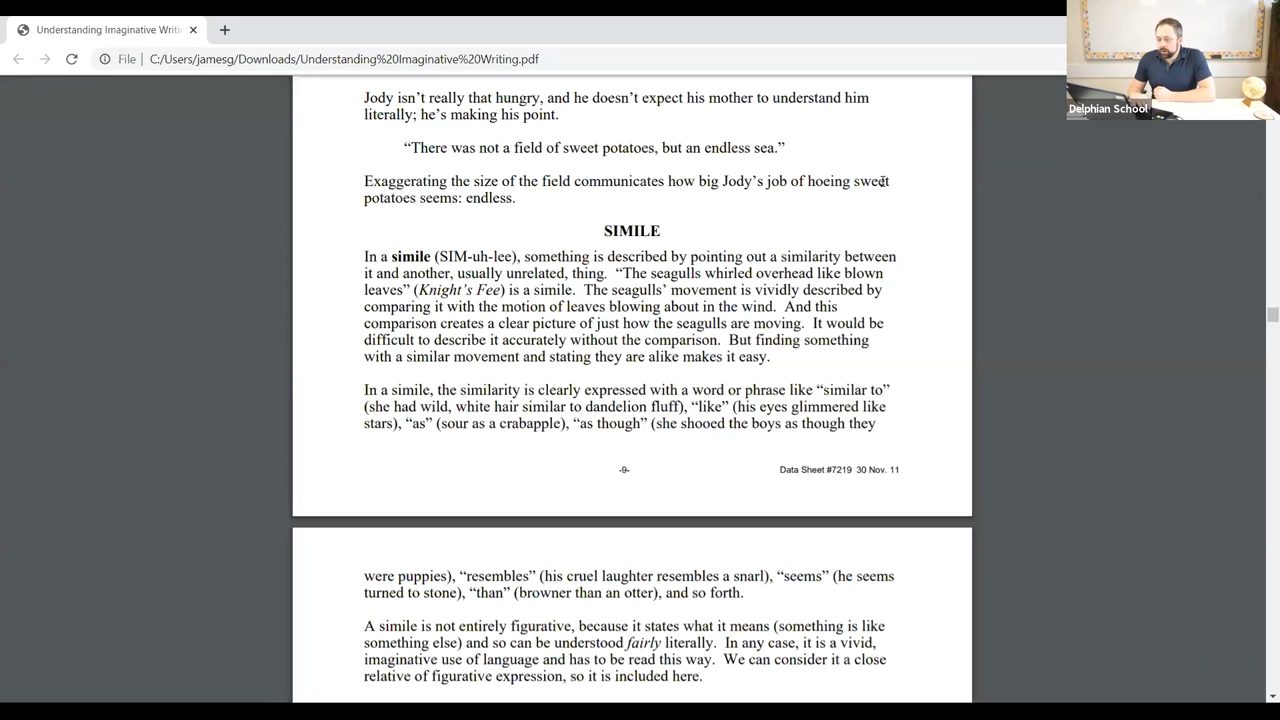 Understanding Imaginative Writi
File
C:/Users/jamesg/Downloads/Understanding%20Imaginative%20Writing.pdf
Delphian School
Jody isn't really that hungry, and he doesn't expect his mother to understand him
literally; he's making his point.
“There was not a field of sweet potatoes, but an endless sea.”
Exaggerating the size of the field communicates how big Jody's job of hoeing sweet
potatoes seems: endless.
SIMILE
In a simile (SIM-uh-lee), something is described by pointing out a similarity between
it and another, usually unrelated, thing.  “The seagulls whirled overhead like blown
leaves” (Knight's Fee) is a simile.  The seagulls' movement is vividly described by
comparing it with the motion of leaves blowing about in the wind.  And this
comparison creates a clear picture of just how the seagulls are moving.  It would be
difficult to describe it accurately without the comparison.  But finding something
with a similar movement and stating they are alike makes it easy.
In a simile, the similarity is clearly expressed with a word or phrase like “similar to”
(she had wild, white hair similar to dandelion fluff), “like” (his eyes glimmered like
stars), “as” (sour as a crabapple), “as though” (she shooed the boys as though they
-9-
Data Sheet #7219 30 Nov. 11
were puppies), “resembles” (his cruel laughter resembles a snarl), “seems” (he seems
turned to stone), “than” (browner than an otter), and so forth.
A simile is not entirely figurative, because it states what it means (something is like
something else) and so can be understood fairly literally.  In any case, it is a vivid,
imaginative use of language and has to be read this way.  We can consider it a close
relative of figurative expression, so it is included here.